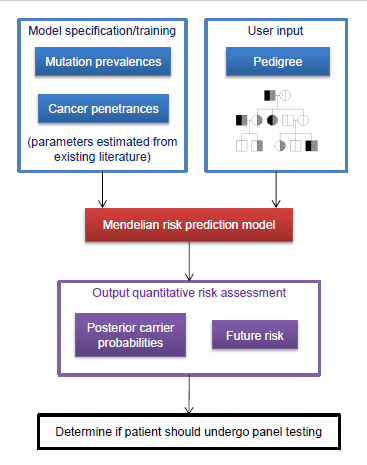 Model specification/training
Mutation prevalences
Cancer penetrances
(parameters estimated from
existing literature)
User input
Pedigree
Mendelian risk prediction model
Output quantitative risk assessment
Posterior carrier
probabilities
Future risk
Determine if patient should undergo panel testing